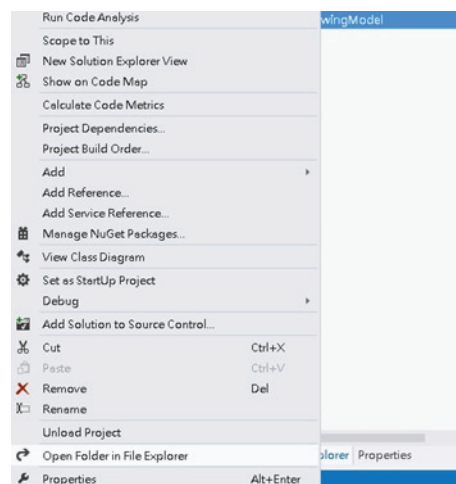 Run Code Analysis
wingModel
Scope to This
New Solution Explorer View
Show on Code Map
Calculate Code Metrics
Project Dependencies...
Project Build Order...
Add
Add Reference...
Add Service Reference...
Manage NuGet Packages...
View Class Diagram
Set as StartUp Project
Debug
Add Solution to Source Control...
Cut Ctrl+X
Paste Ctrl+V
Remove Del
Rename
Unload Project
Open Folder in File Explorer
plorer Properties
Properties Alt+Enter